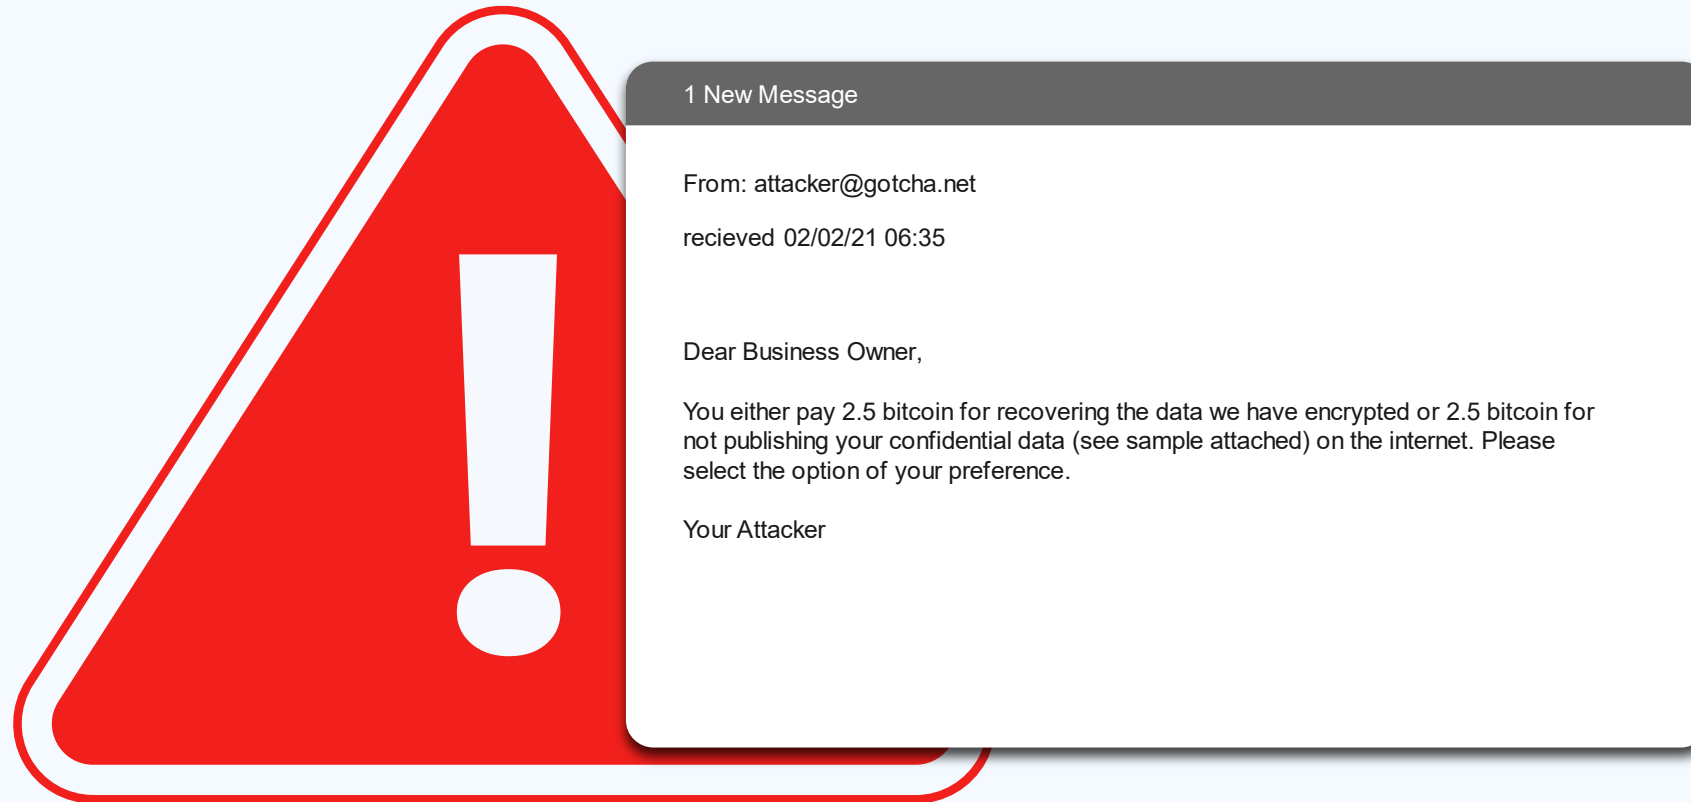 1 New Message
From: attacker@gotcha.net
recieved 02/02/21 06:35
Dear Business Owner,
You either pay 2.5 bitcoin for recovering the data we have encrypted or 2.5 bitcoin for
not publishing your confidential data (see sample attached) on the internet. Please
select the option of your preference.
Your Attacker